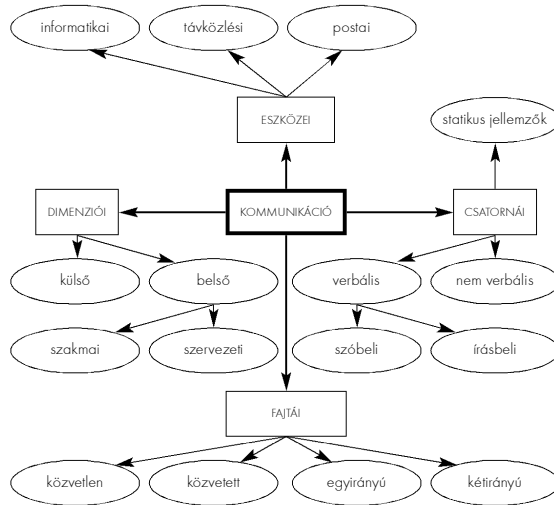 informatikai
távközlési
postai
ESZKÖZEI
statikus jellemzők
DIMENZIÓI
KOMMUNIKÁCIÓ
CSATORNÁI
külső
belső
verbális
nem verbális
szakmai
szervezeti
szóbeli
írásbeli
FAJTÁI
közvetlen
közvetett
egyirányú
kétirányú